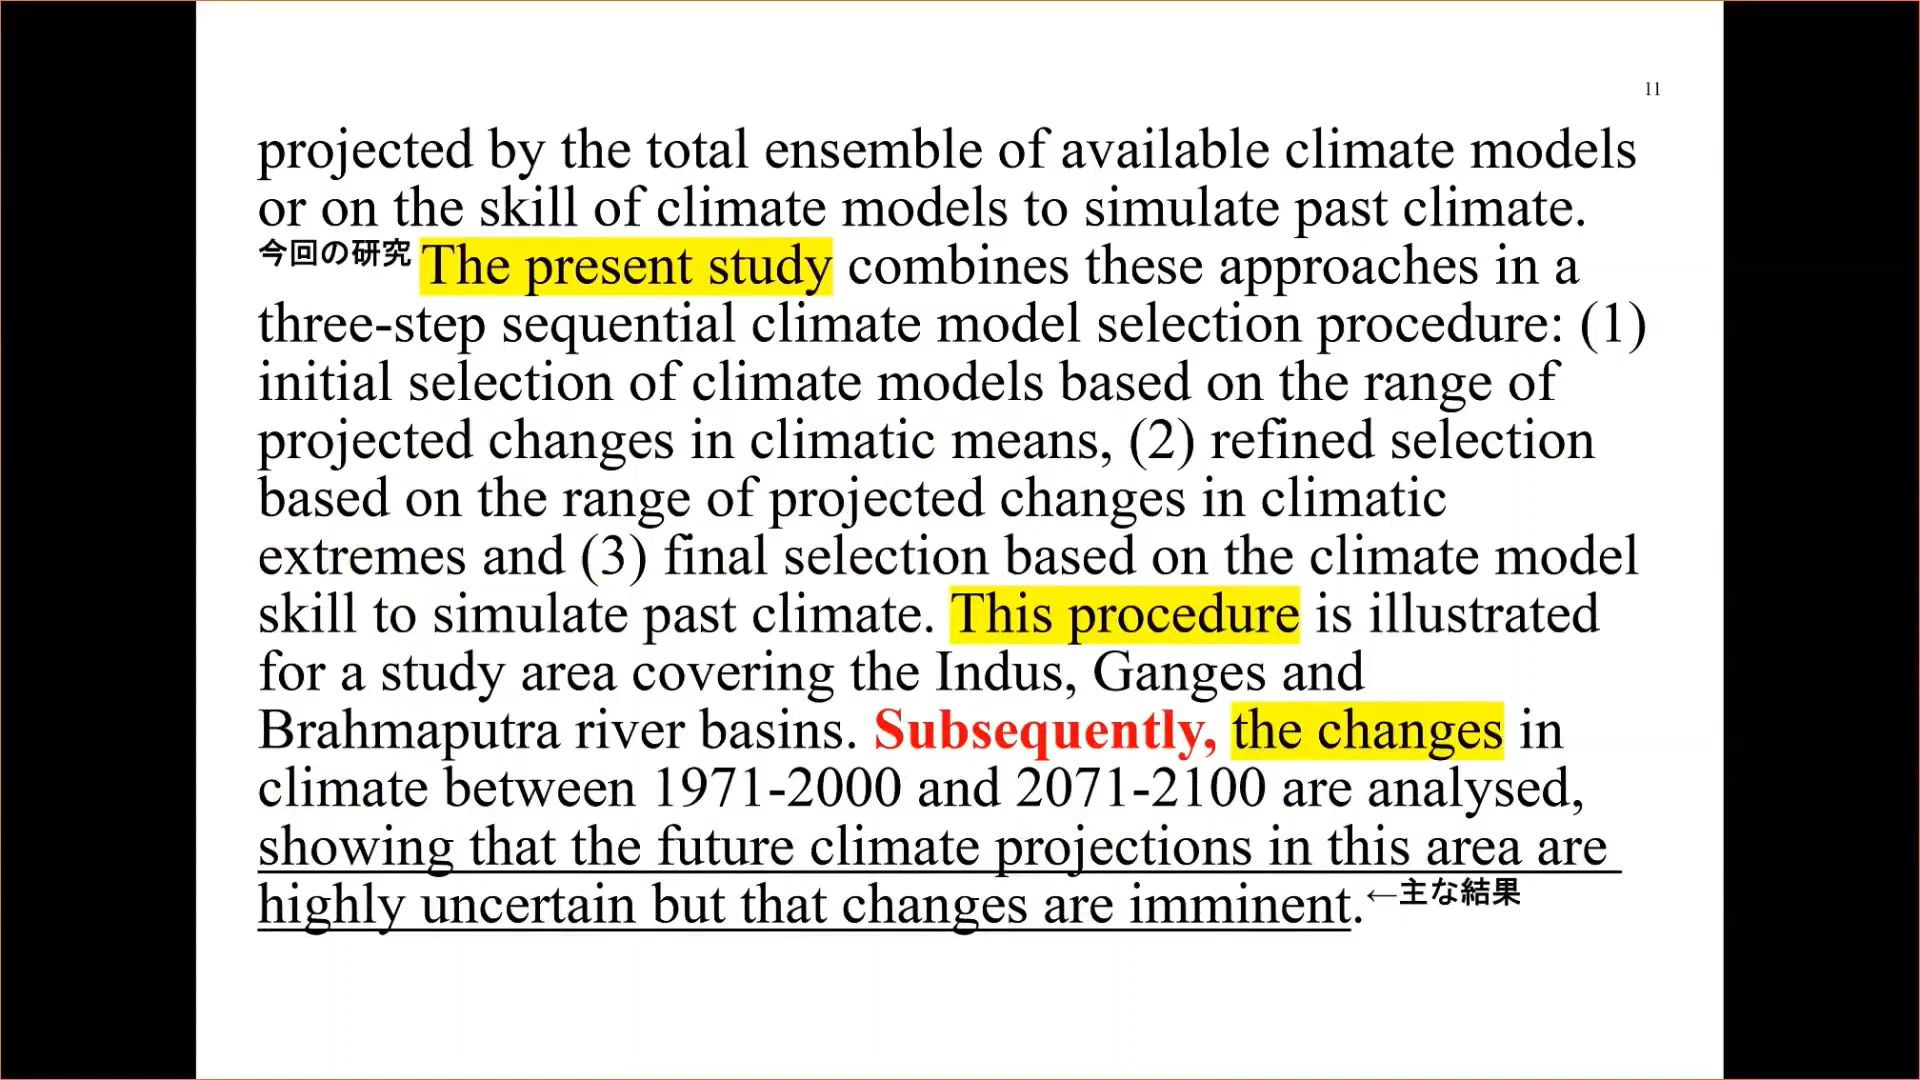 11
projected by the total ensemble of available climate models
or on the skill of climate models to simulate past climate.
今回の研究 The present study combines these approaches in a
three-step sequential climate model selection procedure: (1)
initial selection of climate models based on the range of
projected changes in climatic means, (2) refined selection
based on the range of projected changes in climatic
extremes and (3) final selection based on the climate model
skill to simulate past climate. This procedure is illustrated
for a study area covering the Indus, Ganges and
Brahmaputra river basins. Subsequently, the changes in
climate between 1971-2000 and 2071-2100 are analysed,
showing that the future climate projections in this area are
highly uncertain but that changes are imminent.←主な結果